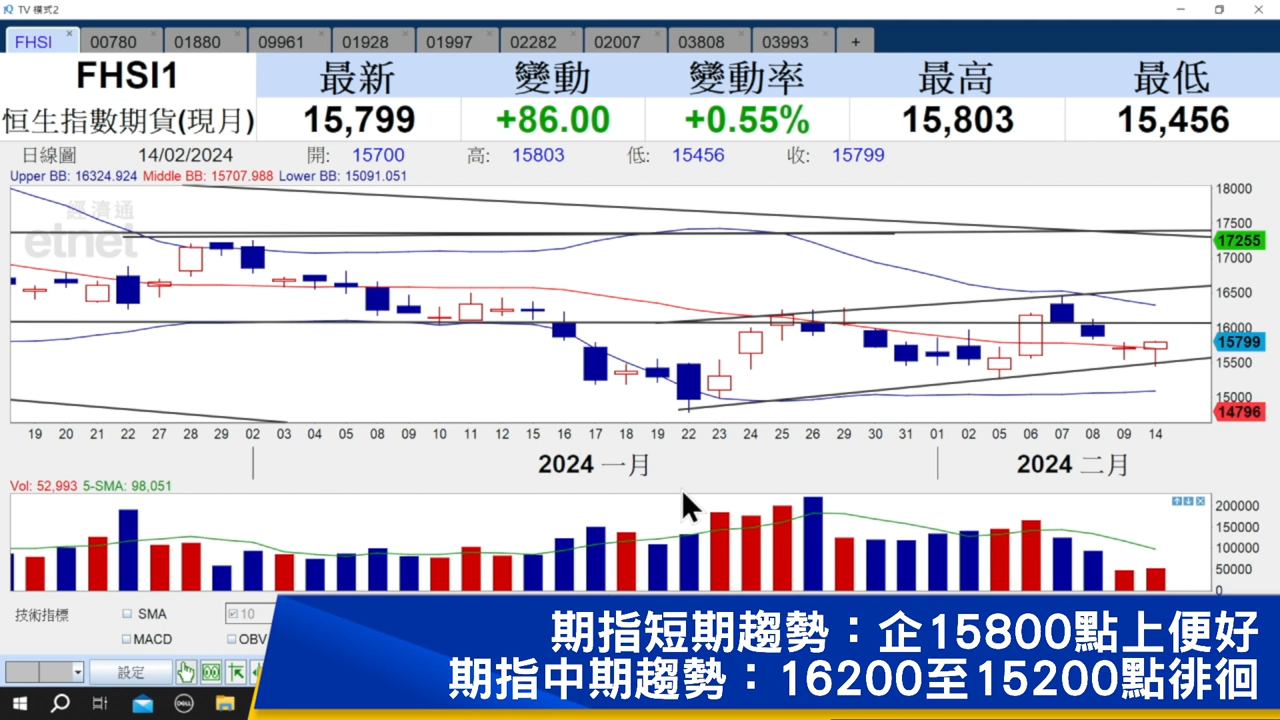 TV 模式2
FHSI 00780 01880 09961 01928 01997 02282 02007 03808 03993 +
FHSI1 最新 變動 變動率 最高 最低
恒生指數期貨(現月) 15,799 +86.00 +0.55% 15,803 15,456
日線圖 14/02/2024 開: 15700 高: 15803 低: 15456 收: 15799
Upper BB: 16324.924 Middle BB: 15707.988 Lower BB: 15091.051
經濟通
etnet
18000
17500
17255
17000
16500
16000
15799
15500
15000
14796
19 20 21 22 27 28 29 02 03 04 05 08 09 10 11 12 15 16 17 18 19 22 23 24 25 26 29 30 31 01 02 05 06 07 08 09 14
2024 一月 2024 二月
Vol: 52,993 5-SMA: 98,051
200000
150000
100000
50000
0
技術指標 SMA 10
MACD OBV
設定
DELL
期指短期趨勢：企15800點上便好
期指中期趨勢：16200至15200點徘徊